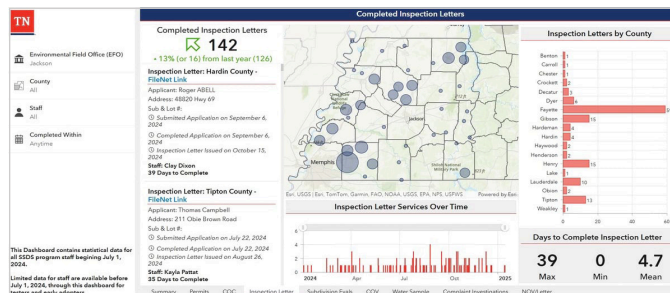 Completed Inspection Letters
TN
Environmental Field Office (EFO)
Jackson
County
All
Staff
All
Completed Within
Anytime
This Dashboard contains statistical data for
all SSDS program staff begining July 1,
2024.
Limited data for staff are available before
July 1, 2024, through this dashboard for
testers and early adopters
Completed Inspection Letters
142
+13% (or 16) from last year (126)
Inspection Letter: Hardin County -
FileNet Link
Applicant: Roger ABELL
Address: 48820 Hwy 69
Sub & Lot #:
Submitted Application on September 6,
2024
Completed Application on September 6,
2024
Inspection Letter Issued on October 15,
2024
Staff: Clay Dixon
39 Days to Complete
Inspection Letter: Tipton County -
FileNet Link
Applicant: Thomas Campbell
Address: 211 Obie Brown Road
Sub & Lot #:
Submitted Application on July 22, 2024
Completed Application on July 22, 2024
Inspection Letter Issued on August 26,
2024
Staff: Kayla Pattat
35 Days to Complete
Jackson
Memphis
Shiloh National
Military Park
Esri, USGS | Esri, TomTom, Garmin, FAO, NOAA, USGS, EPA, NPS, USFWS
Powered by Esri
Inspection Letter Services Over Time
6
4
2
0
2024
Apr
Jul
Oct
2025
Inspection Letters by County
Benton 1
Carroll 1
Chester 1
Crockett 2
Decatur 3
Dyer 6
Fayette
Gibson 15
Hardeman 4
Hardin 4
Haywood 2
Henderson 2
Henry 15
Lake 1
Lauderdale 10
Obion 2
Tipton 13
Weakley 1
0
20
40
60
Days to Complete Inspection Letter
39
Max
0
Min
4.7
Mean
Summary
Permits
COC
Inspection Letter
Subdivision Evals
COV
Water Sample
Complaint Investigations
NOV/Letter